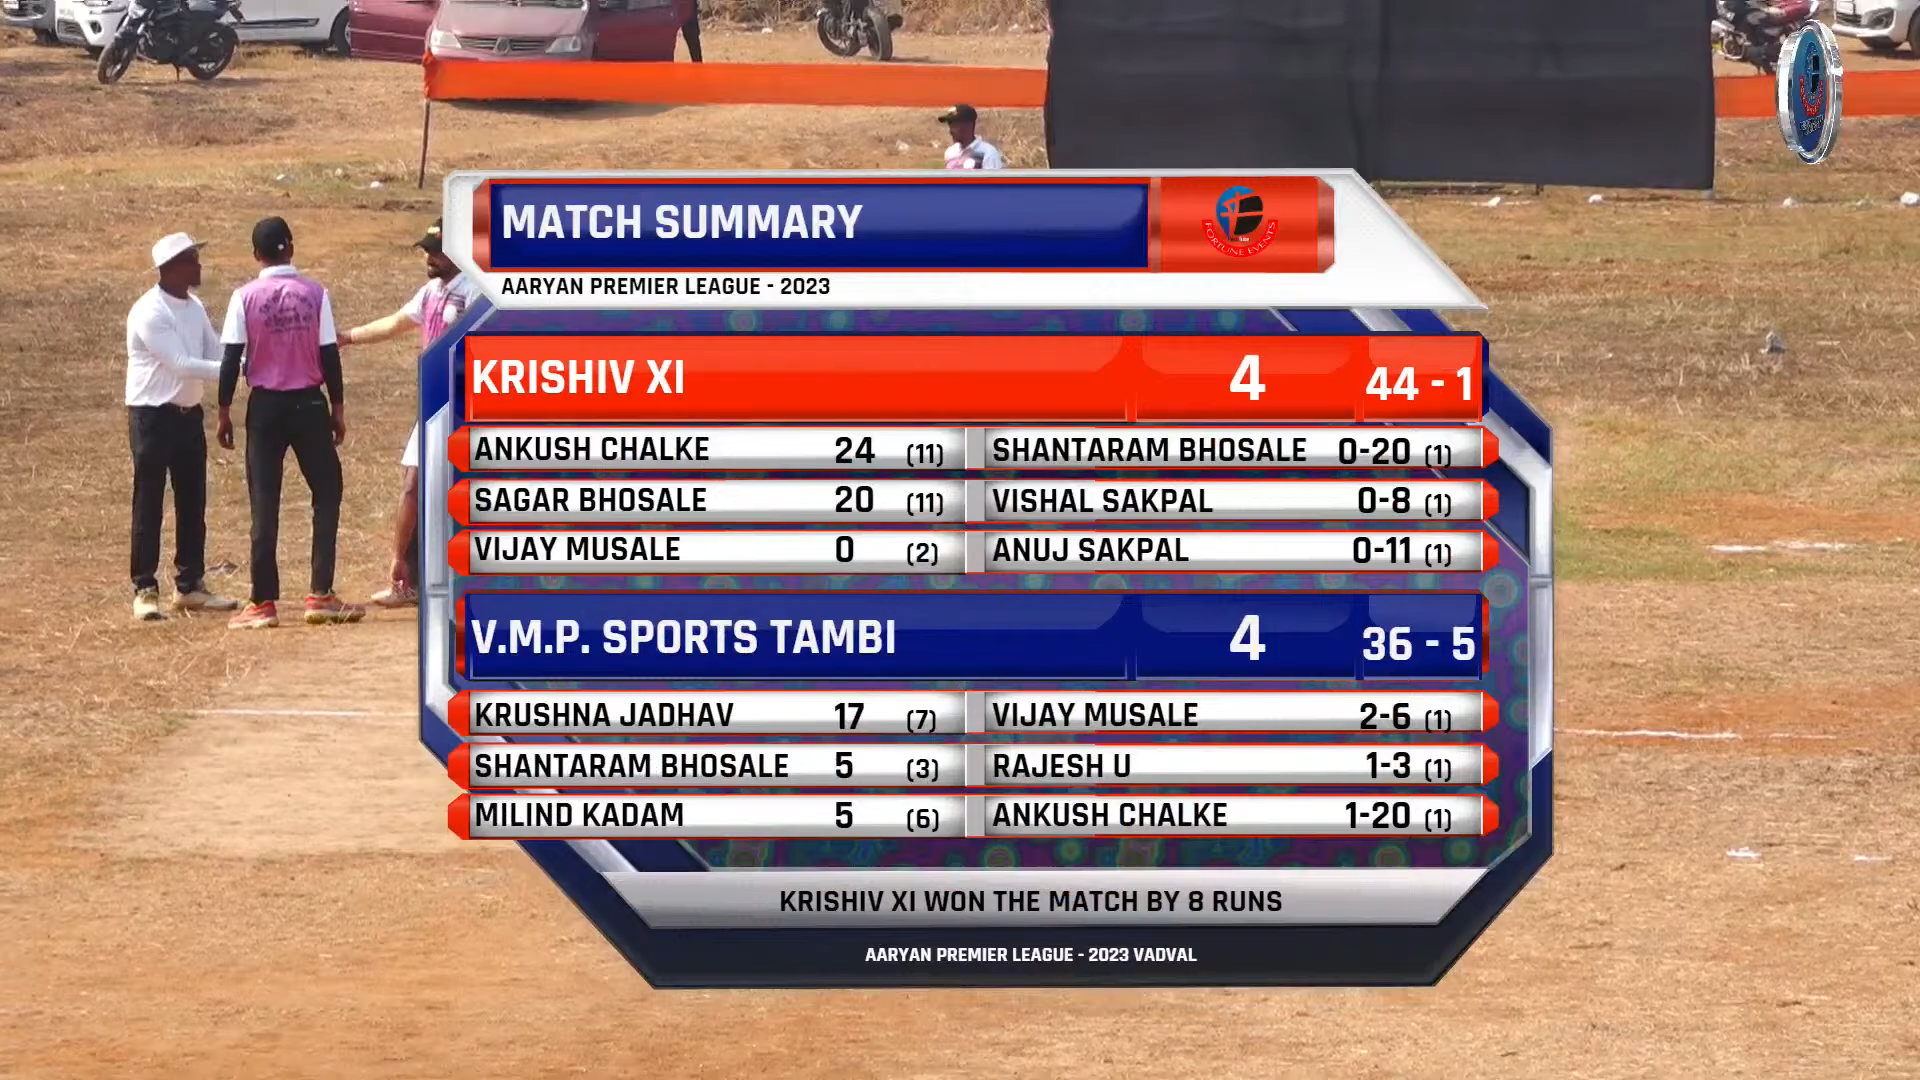 MATCH SUMMARY
FORTUNE EVENTS
AARYAN PREMIER LEAGUE - 2023
KRISHIV XI 4 44 - 1
ANKUSH CHALKE 24 (11) SHANTARAM BHOSALE 0-20 (1)
SAGAR BHOSALE 20 (11) VISHAL SAKPAL 0-8 (1)
VIJAY MUSALE 0 (2) ANUJ SAKPAL 0-11 (1)
V.M.P. SPORTS TAMBI 4 36 - 5
KRUSHNA JADHAV 17 (7) VIJAY MUSALE 2-6 (1)
SHANTARAM BHOSALE 5 (3) RAJESH U 1-3 (1)
MILIND KADAM 5 (6) ANKUSH CHALKE 1-20 (1)
KRISHIV XI WON THE MATCH BY 8 RUNS
AARYAN PREMIER LEAGUE - 2023 VADVAL